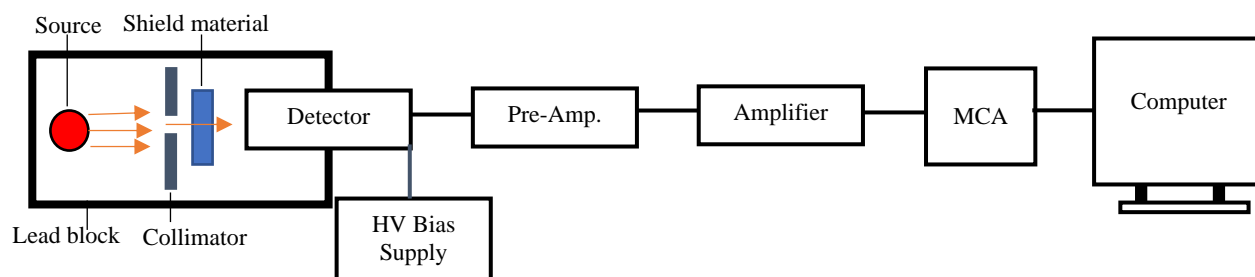 Source
Shield material
Detector
Pre-Amp.
Amplifier
MCA
Computer
Lead block
Collimator
HV Bias
Supply